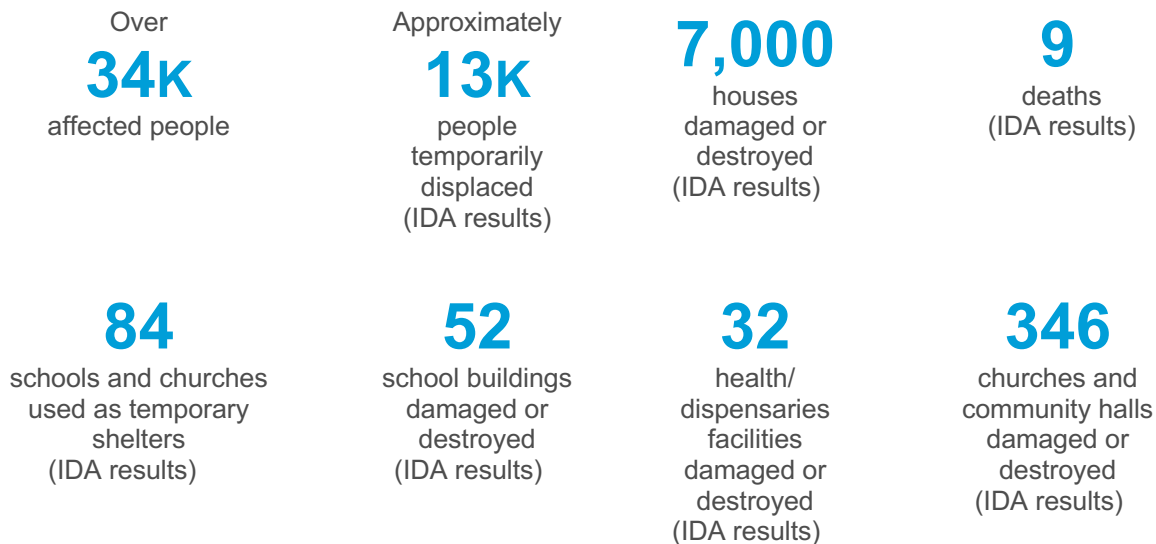 Over
34K
affected people
Approximately
13K
people
temporarily
displaced
(IDA results)
7,000
houses
damaged or
destroyed
(IDA results)
9
deaths
(IDA results)
84
schools and churches
used as temporary
shelters
(IDA results)
52
school buildings
damaged or
destroyed
(IDA results)
32
health/
dispensaries
facilities
damaged or
destroyed
(IDA results)
346
churches and
community halls
damaged or
destroyed
(IDA results)